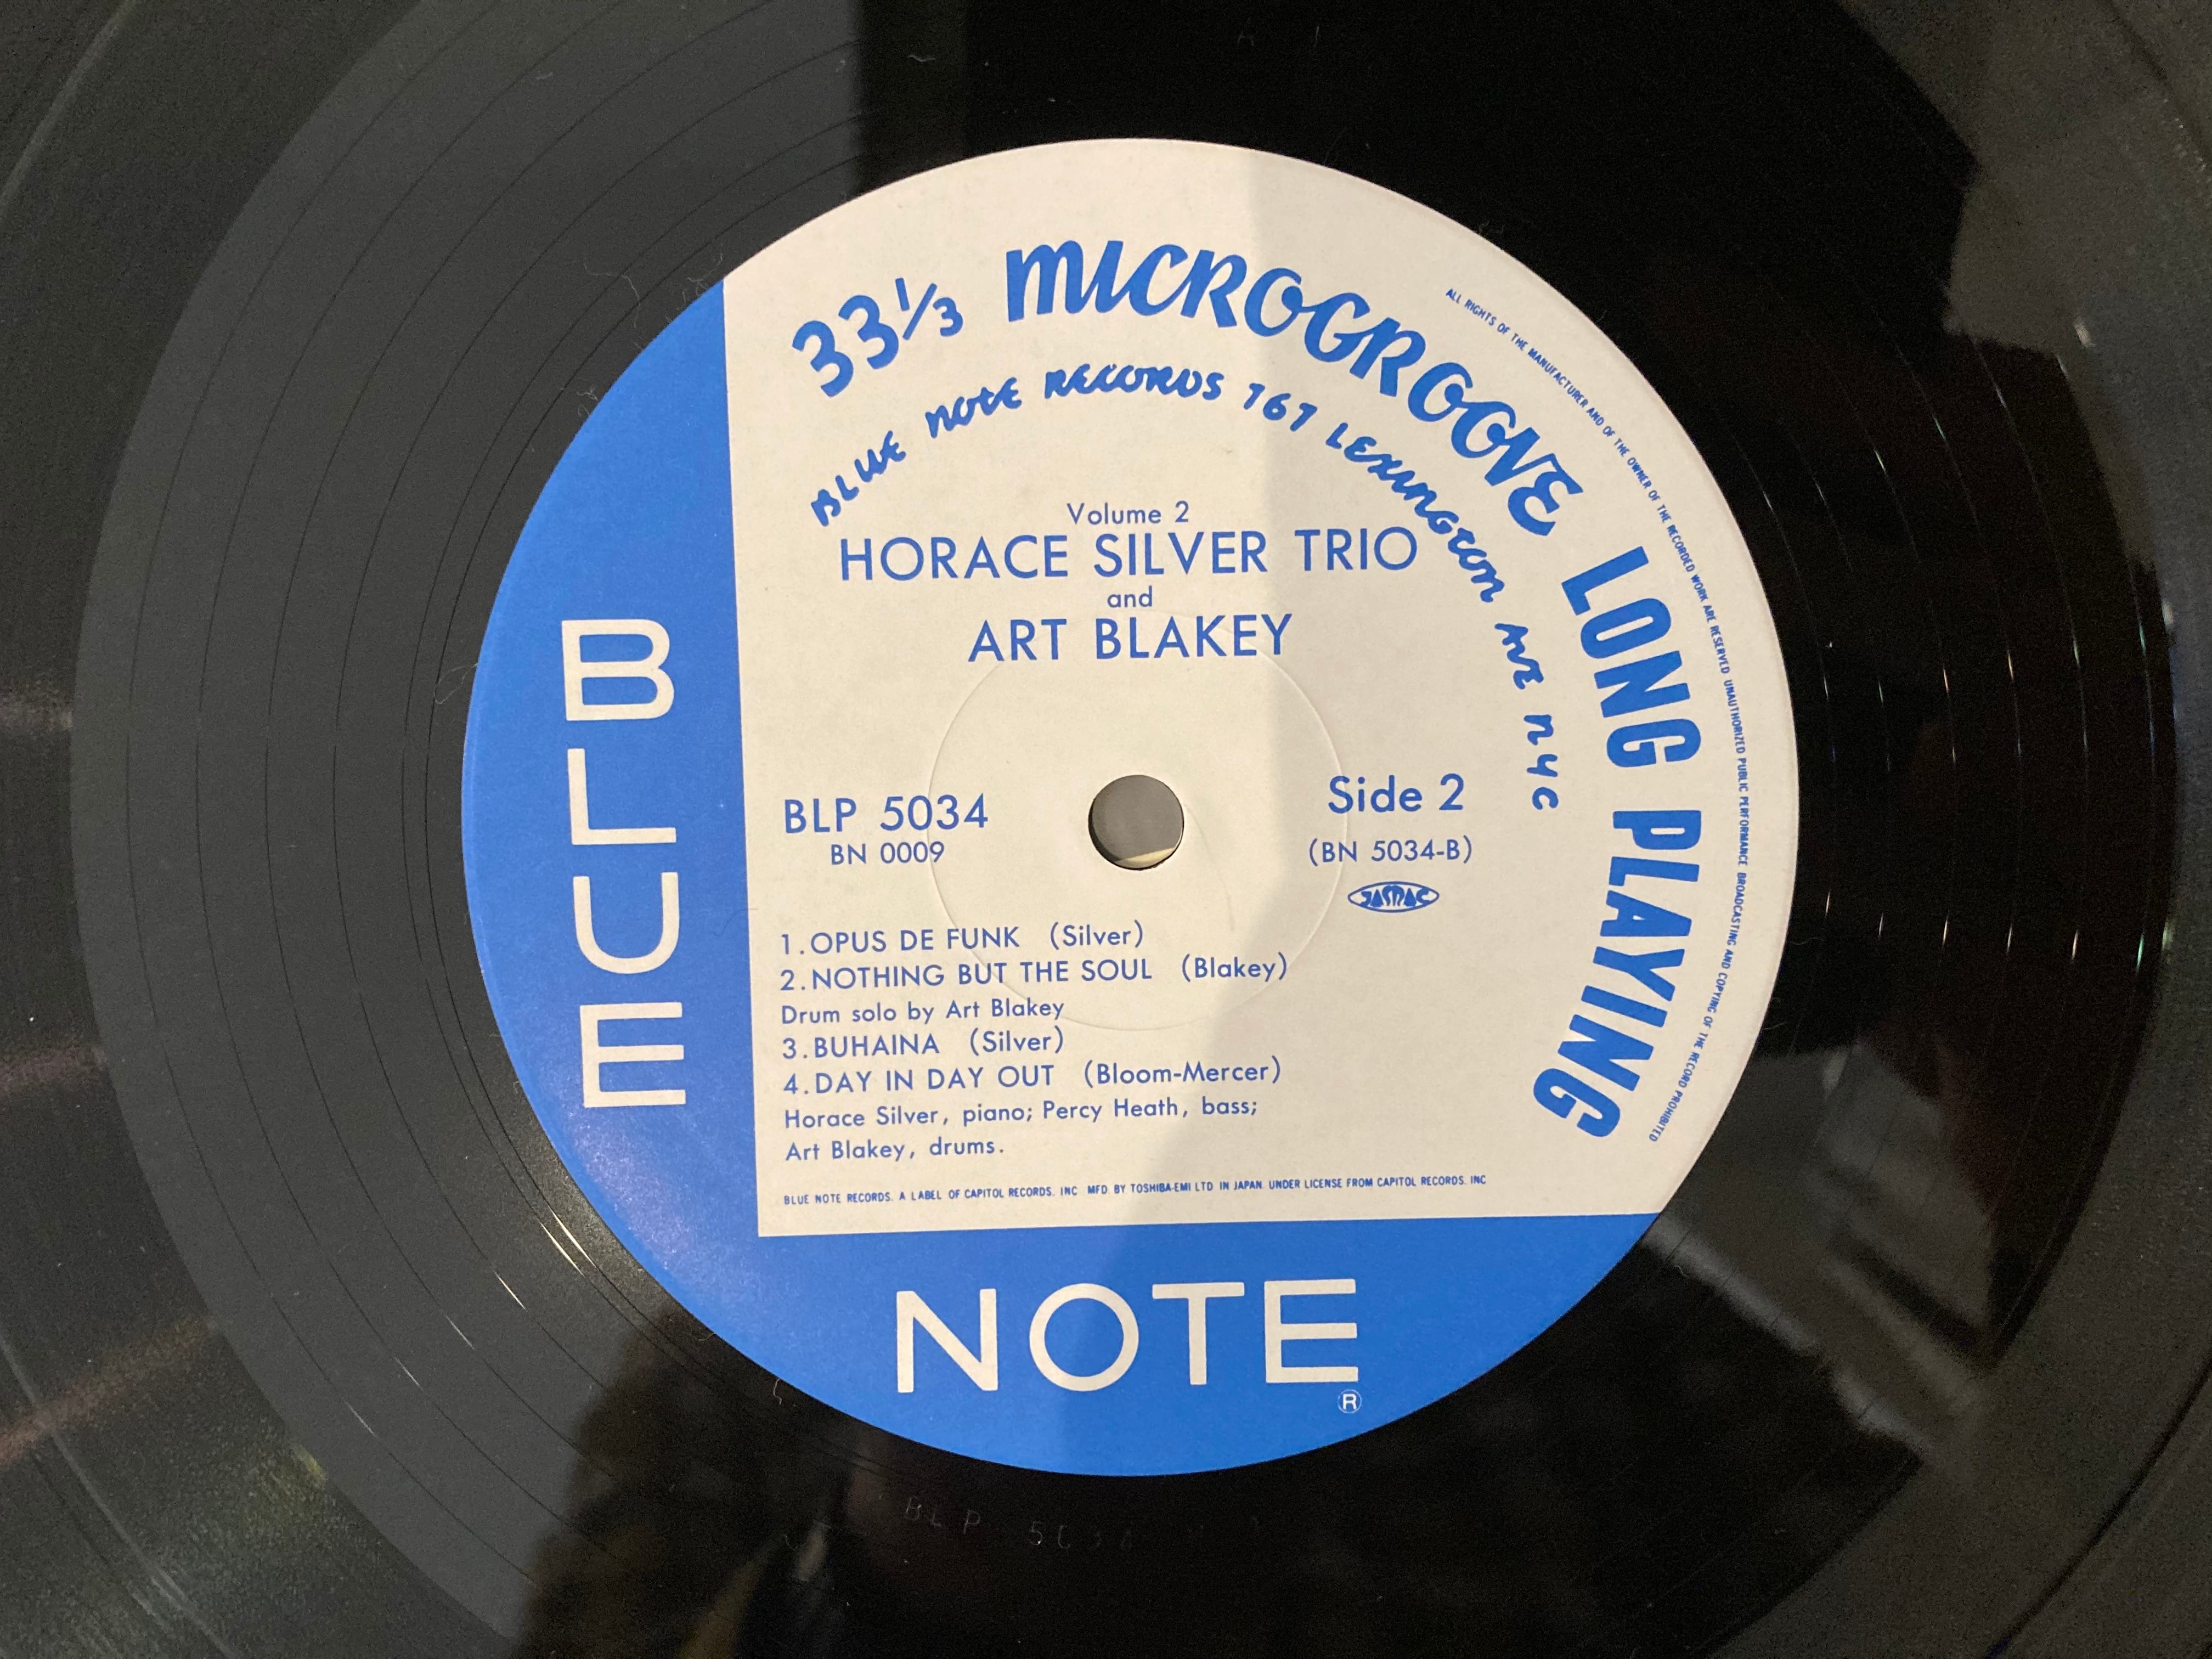 33 1/3 MICROGROOVE LONG PLAYING
BLUE NOTE RECORDS 767 LEXINGTON AVE NYC
ALL RIGHTS OF THE MANUFACTURER AND OF THE OWNER OF THE RECORDED WORK ARE RESERVED UNAUTHORIZED PUBLIC PERFORMANCE BROADCASTING AND COPYING OF THE RECORD PROHIBITED
Volume 2
HORACE SILVER TRIO
and
ART BLAKEY
BLP 5034
BN 0009
Side 2
(BN 5034-B)
JASRAC
1.OPUS DE FUNK (Silver)
2.NOTHING BUT THE SOUL (Blakey)
Drum solo by Art Blakey
3.BUHAINA (Silver)
4.DAY IN DAY OUT (Bloom-Mercer)
Horace Silver, piano; Percy Heath, bass;
Art Blakey, drums.
BLUE NOTE RECORDS. A LABEL OF CAPITOL RECORDS. INC MFD. BY TOSHIBA-EMI LTD IN JAPAN. UNDER LICENSE FROM CAPITOL RECORDS. INC
BLUE
NOTE
®
BLP